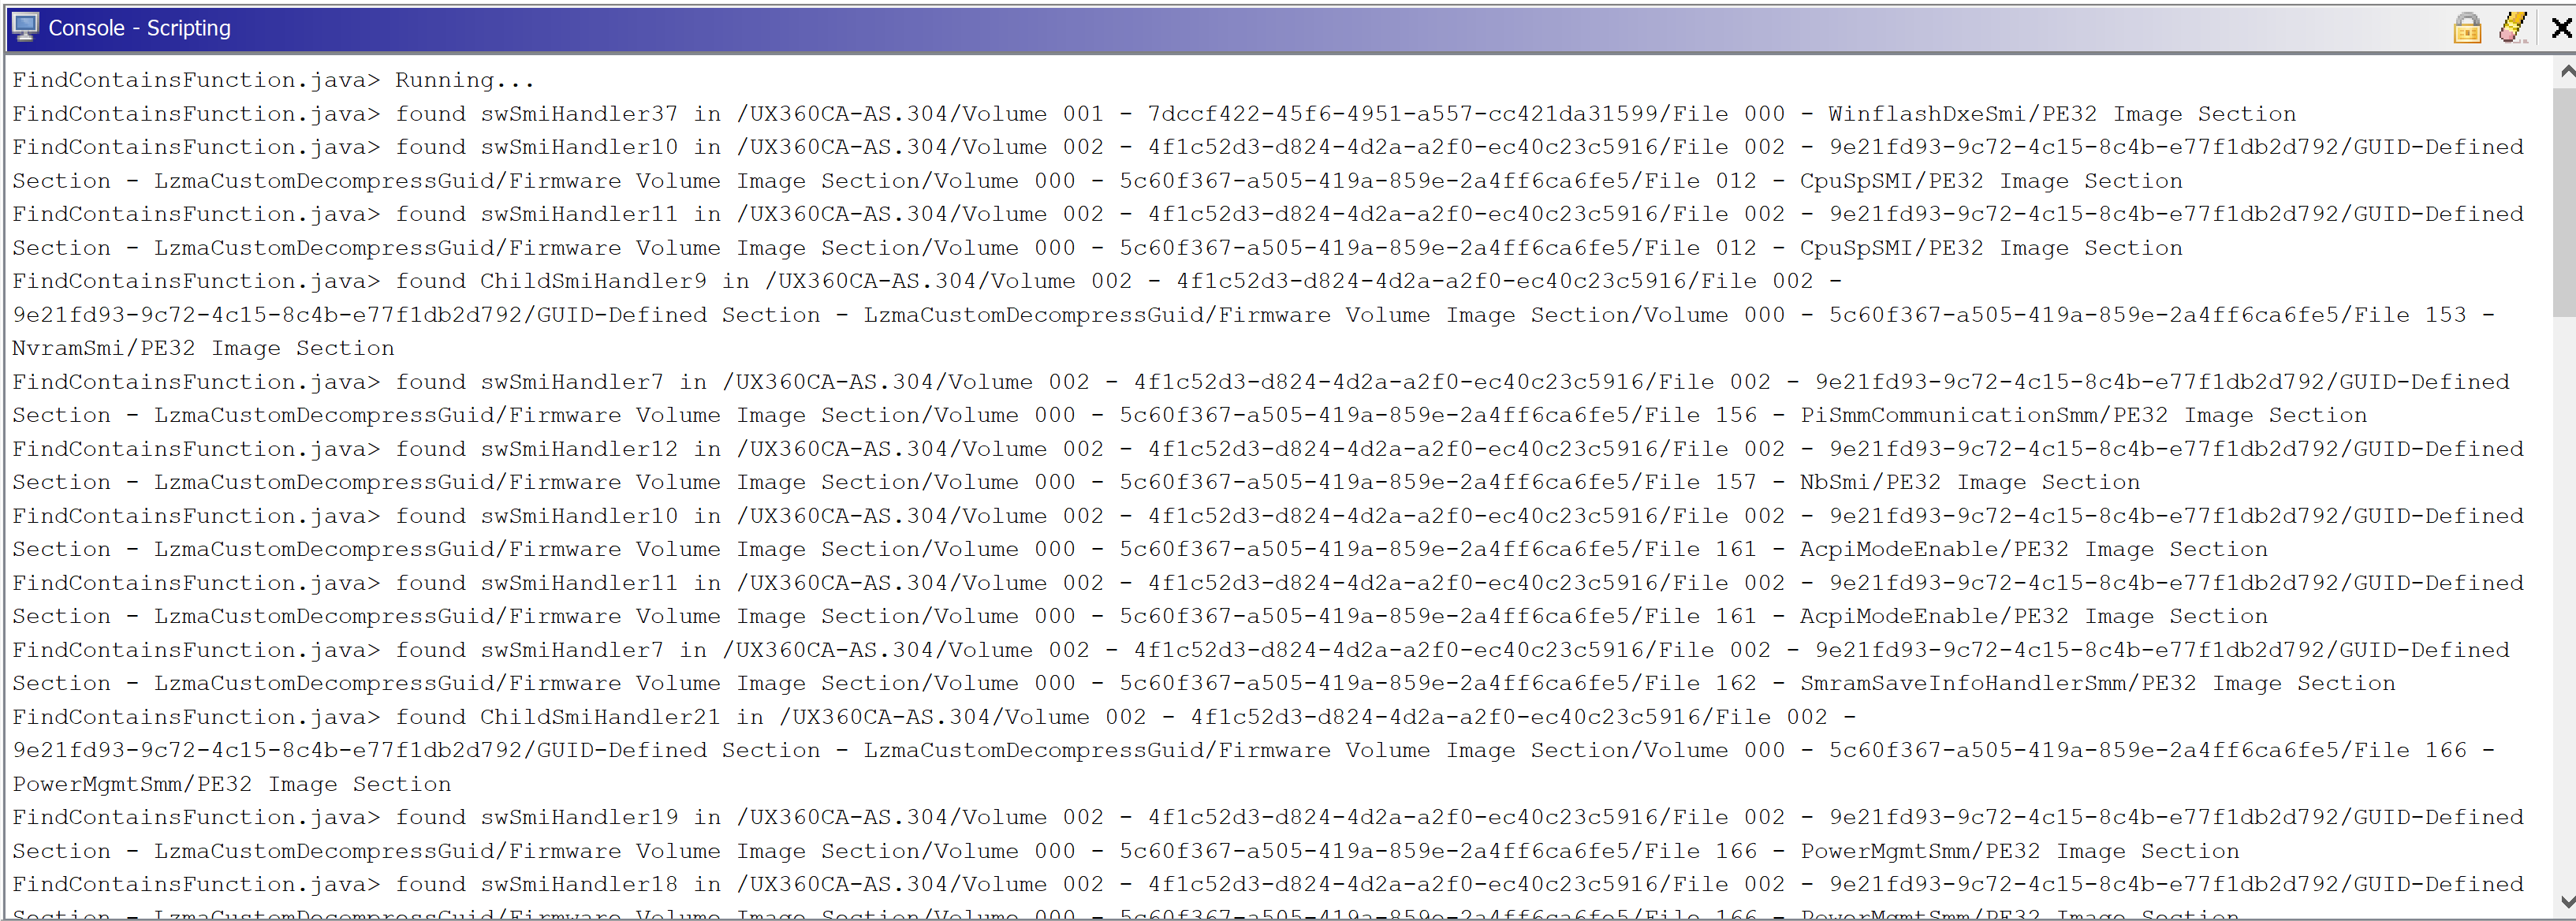 Console - Scripting
FindContainsFunction.java> Running...
FindContainsFunction.java> found swSmiHandler37 in /UX360CA-AS.304/Volume 001 - 7dccf422-45f6-4951-a557-cc421da31599/File 000 - WinflashDxeSmi/PE32 Image Section
FindContainsFunction.java> found swSmiHandler10 in /UX360CA-AS.304/Volume 002 - 4f1c52d3-d824-4d2a-a2f0-ec40c23c5916/File 002 - 9e21fd93-9c72-4c15-8c4b-e77f1db2d792/GUID-Defined
Section - LzmaCustomDecompressGuid/Firmware Volume Image Section/Volume 000 - 5c60f367-a505-419a-859e-2a4ff6ca6fe5/File 012 - CpuSpSMI/PE32 Image Section
FindContainsFunction.java> found swSmiHandler11 in /UX360CA-AS.304/Volume 002 - 4f1c52d3-d824-4d2a-a2f0-ec40c23c5916/File 002 - 9e21fd93-9c72-4c15-8c4b-e77f1db2d792/GUID-Defined
Section - LzmaCustomDecompressGuid/Firmware Volume Image Section/Volume 000 - 5c60f367-a505-419a-859e-2a4ff6ca6fe5/File 012 - CpuSpSMI/PE32 Image Section
FindContainsFunction.java> found ChildSmiHandler9 in /UX360CA-AS.304/Volume 002 - 4f1c52d3-d824-4d2a-a2f0-ec40c23c5916/File 002 -
9e21fd93-9c72-4c15-8c4b-e77f1db2d792/GUID-Defined Section - LzmaCustomDecompressGuid/Firmware Volume Image Section/Volume 000 - 5c60f367-a505-419a-859e-2a4ff6ca6fe5/File 153 -
NvramSmi/PE32 Image Section
FindContainsFunction.java> found swSmiHandler7 in /UX360CA-AS.304/Volume 002 - 4f1c52d3-d824-4d2a-a2f0-ec40c23c5916/File 002 - 9e21fd93-9c72-4c15-8c4b-e77f1db2d792/GUID-Defined
Section - LzmaCustomDecompressGuid/Firmware Volume Image Section/Volume 000 - 5c60f367-a505-419a-859e-2a4ff6ca6fe5/File 156 - PiSmmCommunicationSmm/PE32 Image Section
FindContainsFunction.java> found swSmiHandler12 in /UX360CA-AS.304/Volume 002 - 4f1c52d3-d824-4d2a-a2f0-ec40c23c5916/File 002 - 9e21fd93-9c72-4c15-8c4b-e77f1db2d792/GUID-Defined
Section - LzmaCustomDecompressGuid/Firmware Volume Image Section/Volume 000 - 5c60f367-a505-419a-859e-2a4ff6ca6fe5/File 157 - NbSmi/PE32 Image Section
FindContainsFunction.java> found swSmiHandler10 in /UX360CA-AS.304/Volume 002 - 4f1c52d3-d824-4d2a-a2f0-ec40c23c5916/File 002 - 9e21fd93-9c72-4c15-8c4b-e77f1db2d792/GUID-Defined
Section - LzmaCustomDecompressGuid/Firmware Volume Image Section/Volume 000 - 5c60f367-a505-419a-859e-2a4ff6ca6fe5/File 161 - AcpiModeEnable/PE32 Image Section
FindContainsFunction.java> found swSmiHandler11 in /UX360CA-AS.304/Volume 002 - 4f1c52d3-d824-4d2a-a2f0-ec40c23c5916/File 002 - 9e21fd93-9c72-4c15-8c4b-e77f1db2d792/GUID-Defined
Section - LzmaCustomDecompressGuid/Firmware Volume Image Section/Volume 000 - 5c60f367-a505-419a-859e-2a4ff6ca6fe5/File 161 - AcpiModeEnable/PE32 Image Section
FindContainsFunction.java> found swSmiHandler7 in /UX360CA-AS.304/Volume 002 - 4f1c52d3-d824-4d2a-a2f0-ec40c23c5916/File 002 - 9e21fd93-9c72-4c15-8c4b-e77f1db2d792/GUID-Defined
Section - LzmaCustomDecompressGuid/Firmware Volume Image Section/Volume 000 - 5c60f367-a505-419a-859e-2a4ff6ca6fe5/File 162 - SmramSaveInfoHandlerSmm/PE32 Image Section
FindContainsFunction.java> found ChildSmiHandler21 in /UX360CA-AS.304/Volume 002 - 4f1c52d3-d824-4d2a-a2f0-ec40c23c5916/File 002 -
9e21fd93-9c72-4c15-8c4b-e77f1db2d792/GUID-Defined Section - LzmaCustomDecompressGuid/Firmware Volume Image Section/Volume 000 - 5c60f367-a505-419a-859e-2a4ff6ca6fe5/File 166 -
PowerMgmtSmm/PE32 Image Section
FindContainsFunction.java> found swSmiHandler19 in /UX360CA-AS.304/Volume 002 - 4f1c52d3-d824-4d2a-a2f0-ec40c23c5916/File 002 - 9e21fd93-9c72-4c15-8c4b-e77f1db2d792/GUID-Defined
Section - LzmaCustomDecompressGuid/Firmware Volume Image Section/Volume 000 - 5c60f367-a505-419a-859e-2a4ff6ca6fe5/File 166 - PowerMgmtSmm/PE32 Image Section
FindContainsFunction.java> found swSmiHandler18 in /UX360CA-AS.304/Volume 002 - 4f1c52d3-d824-4d2a-a2f0-ec40c23c5916/File 002 - 9e21fd93-9c72-4c15-8c4b-e77f1db2d792/GUID-Defined
Section - LzmaCustomDecompressGuid/Firmware Volume Image Section/Volume 000 - 5c60f367-a505-419a-859e-2a4ff6ca6fe5/File 166 - PowerMgmtSmm/PE32 Image Section